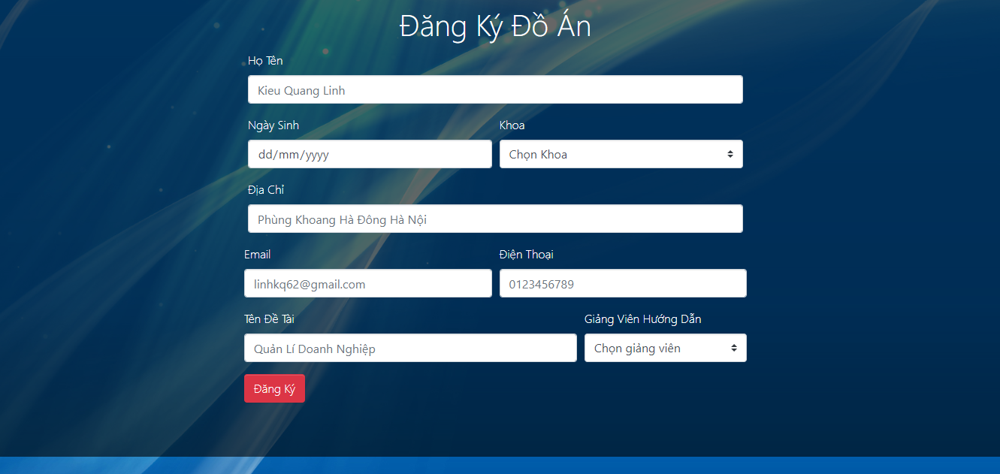 Đăng Ký Đồ Án
Họ Tên
Kieu Quang Linh
Ngày Sinh Khoa
dd/mm/yyyy Chọn Khoa
Địa Chỉ
Phùng Khoang Hà Đông Hà Nội
Email Điện Thoại
linhkq62@gmail.com 0123456789
Tên Đề Tài Giảng Viên Hướng Dẫn
Quản Lí Doanh Nghiệp Chọn giảng viên
Đăng Ký